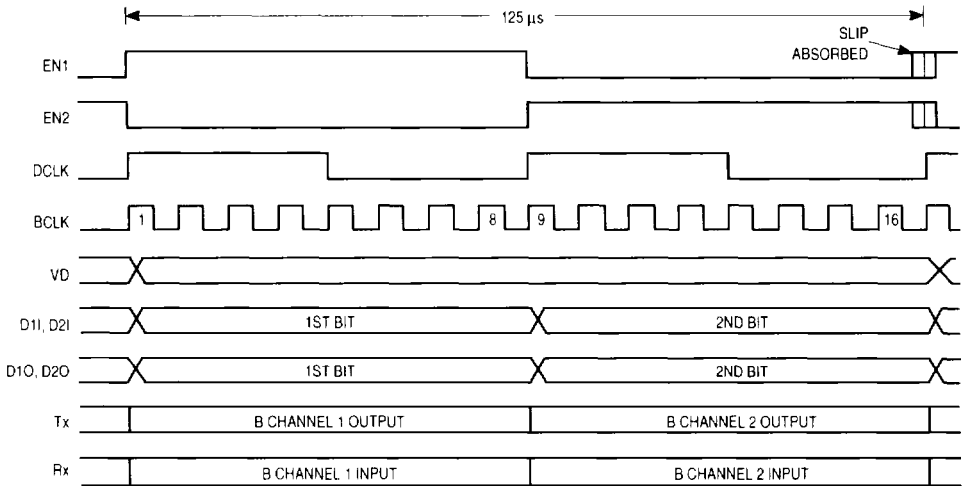 125 µs
SLIP
ABSORBED
EN1
EN2
DCLK
BCLK 1 8 9 16
VD
D1I, D2I 1ST BIT 2ND BIT
D1O, D2O 1ST BIT 2ND BIT
Tx B CHANNEL 1 OUTPUT B CHANNEL 2 OUTPUT
Rx B CHANNEL 1 INPUT B CHANNEL 2 INPUT